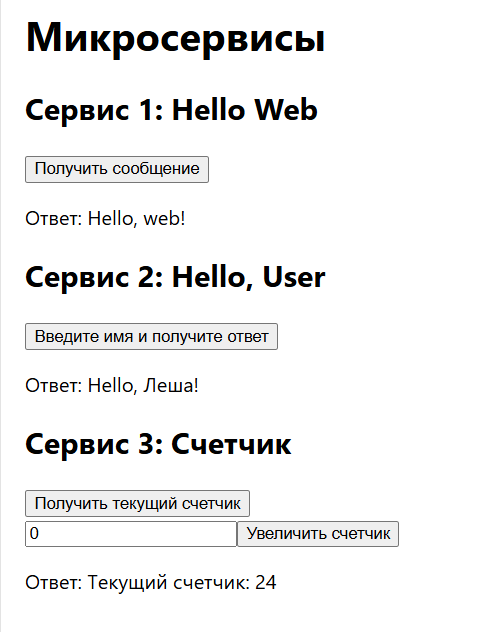 Микросервисы
Сервис 1: Hello Web
Получить сообщение
Ответ: Hello, web!
Сервис 2: Hello, User
Введите имя и получите ответ
Ответ: Hello, Леша!
Сервис 3: Счетчик
Получить текущий счетчик
0 Увеличить счетчик
Ответ: Текущий счетчик: 24